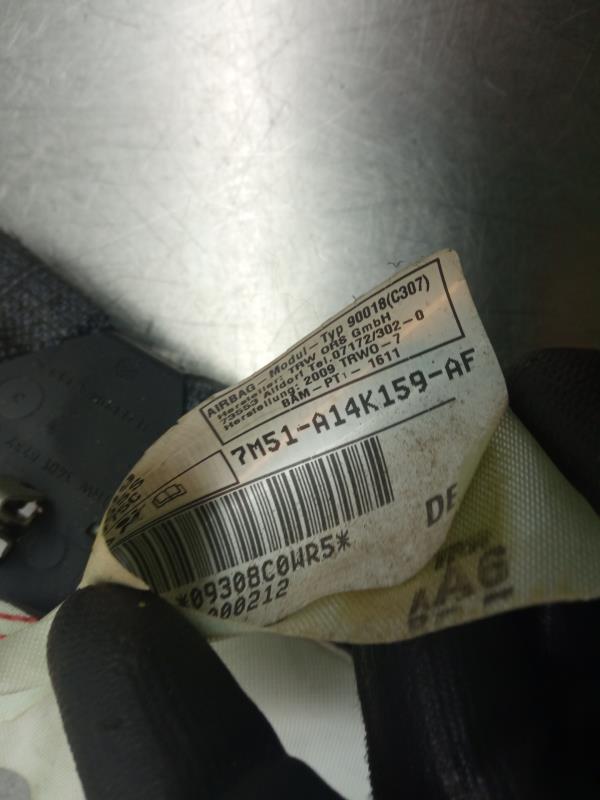 AIRBAG - Modul - Typ 90018(C307)
Hersteller: TRW ORS GmbH
73553 Tel.07172/302-0
Herstellung: 2009 TRWO-7
BAM-PT1- 1611
7M51-A14K159-AF
*09308C0WR5*
000212
DE